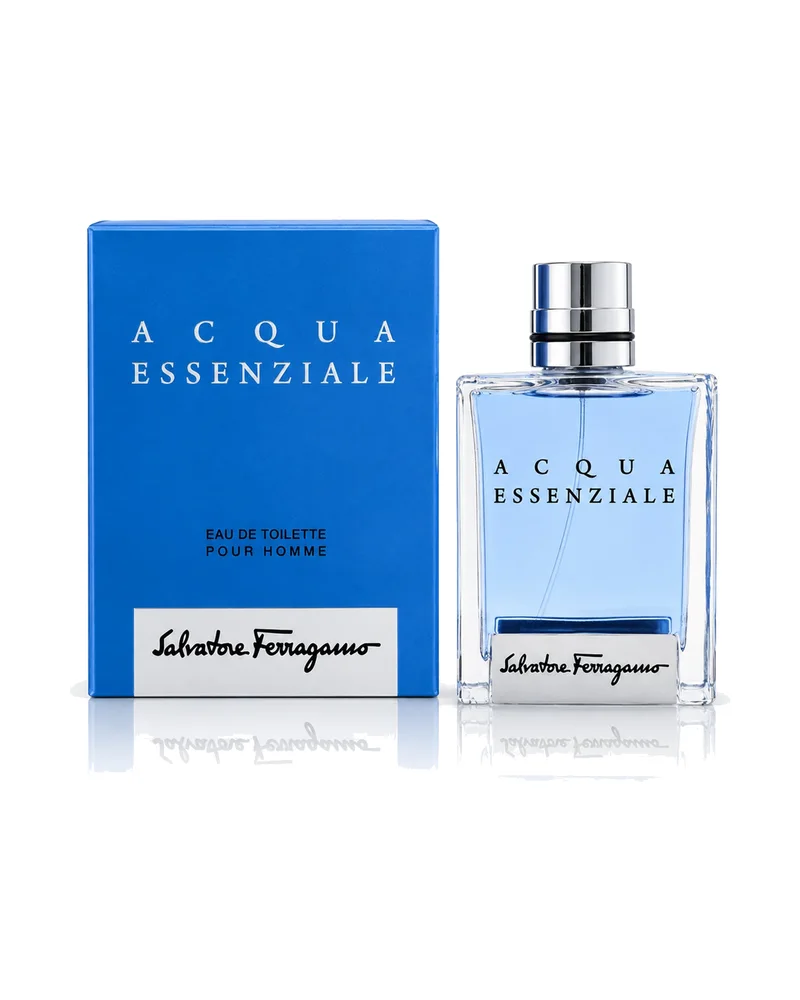 ACQUA
ESSENZIALE
EAU DE TOILETTE
POUR HOMME
Salvatore Ferragamo
ACQUA
ESSENZIALE
Salvatore Ferragamo